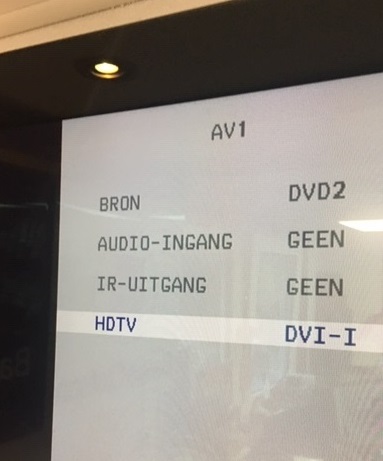 AV1
BRON DVD2
AUDIO-INGANG GEEN
IR-UITGANG GEEN
HDTV DVI-I